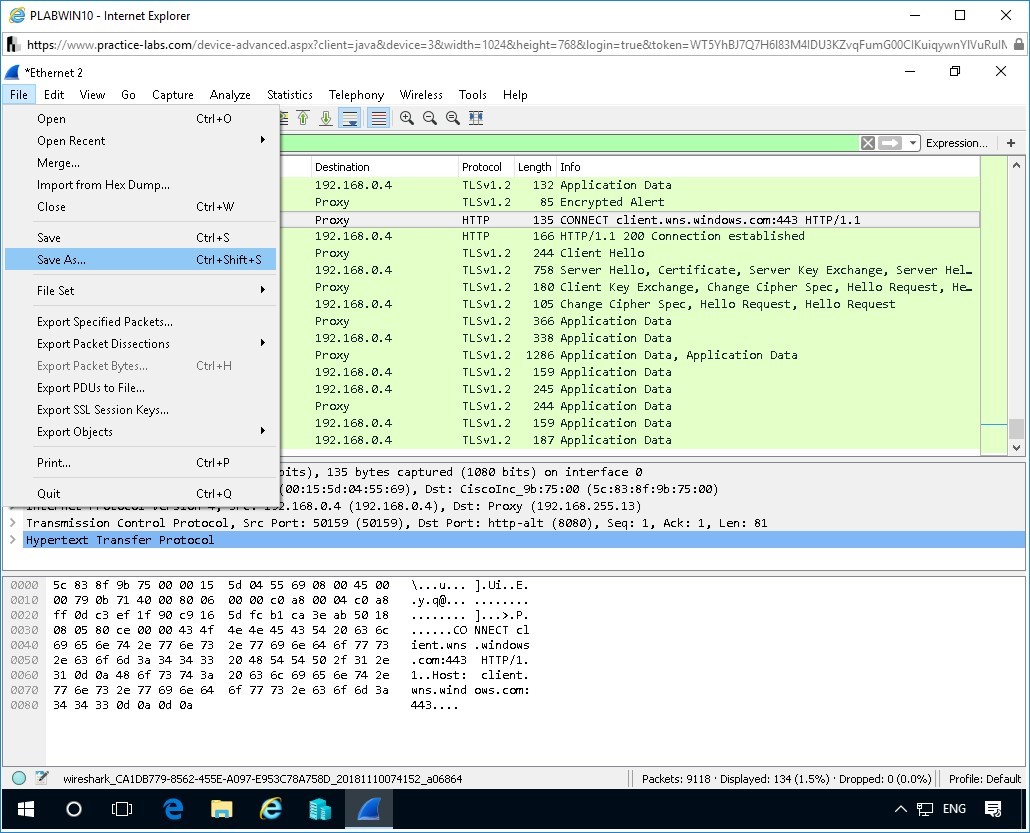 PLABWIN10 - Internet Explorer
*Ethernet 2
File Edit View Go Capture Analyze Statistics Telephony Wireless Tools Help
Open Ctrl+O
Open Recent
Merge...
Import from Hex Dump...
Close Ctrl+W
Save Ctrl+S
Save As... Ctrl+Shift+S
File Set
Export Specified Packets...
Export Packet Dissections
Export Packet Bytes... Ctrl+H
Export PDUs to File...
Export SSL Session Keys...
Export Objects
Print... Ctrl+P
Quit Ctrl+Q
Expression... +
Destination Protocol Length Info
192.168.0.4 TLSv1.2 132 Application Data
Proxy TLSv1.2 85 Encrypted Alert
Proxy HTTP 135 CONNECT client.wns.windows.com:443 HTTP/1.1
192.168.0.4 HTTP 166 HTTP/1.1 200 Connection established
Proxy TLSv1.2 244 Client Hello
192.168.0.4 TLSv1.2 758 Server Hello, Certificate, Server Key Exchange, Server Hel…
Proxy TLSv1.2 180 Client Key Exchange, Change Cipher Spec, Hello Request, He…
192.168.0.4 TLSv1.2 105 Change Cipher Spec, Hello Request, Hello Request
Proxy TLSv1.2 366 Application Data
192.168.0.4 TLSv1.2 338 Application Data
Proxy TLSv1.2 1286 Application Data, Application Data
192.168.0.4 TLSv1.2 159 Application Data
192.168.0.4 TLSv1.2 245 Application Data
Proxy TLSv1.2 244 Application Data
192.168.0.4 TLSv1.2 159 Application Data
192.168.0.4 TLSv1.2 187 Application Data
bits), 135 bytes captured (1080 bits) on interface 0
(00:15:5d:04:55:69), Dst: CiscoInc_9b:75:00 (5c:83:8f:9b:75:00)
Internet Protocol Version 4, Src: 192.168.0.4 (192.168.0.4), Dst: Proxy (192.168.255.13)
Transmission Control Protocol, Src Port: 50159 (50159), Dst Port: http-alt (8080), Seq: 1, Ack: 1, Len: 81
Hypertext Transfer Protocol
0000 5c 83 8f 9b 75 00 00 15 5d 04 55 69 08 00 45 00 \...u... ].Ui..E.
0010 00 79 0b 71 40 00 80 06 00 00 c0 a8 00 04 c0 a8 .y.q@... ........
0020 ff 0d c3 ef 1f 90 c9 16 5d fc b1 ca 3e ab 50 18 ........ ]...>.P.
0030 08 05 80 ce 00 00 43 4f 4e 4e 45 43 54 20 63 6c ......CO NNECT cl
0040 69 65 6e 74 2e 77 6e 73 2e 77 69 6e 64 6f 77 73 ient.wns .windows
0050 2e 63 6f 6d 3a 34 34 33 20 48 54 54 50 2f 31 2e .com:443 HTTP/1.
0060 31 0d 0a 48 6f 73 74 3a 20 63 6c 69 65 6e 74 2e 1..Host: client.
0070 77 6e 73 2e 77 69 6e 64 6f 77 73 2e 63 6f 6d 3a wns.wind ows.com:
0080 34 34 33 0d 0a 0d 0a 443....
wireshark_CA1DB779-8562-455E-A097-E953C78A758D_20181110074152_a06864
Packets: 9118 · Displayed: 134 (1.5%) · Dropped: 0 (0.0%)
Profile: Default
ENG